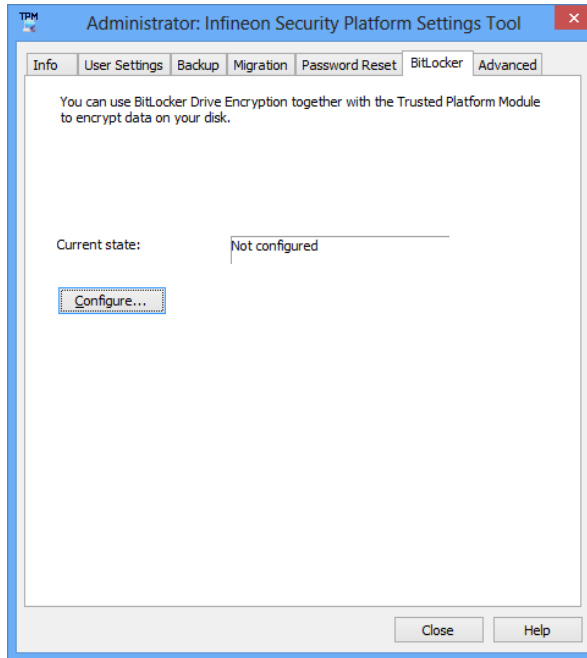 TPM
Administrator: Infineon Security Platform Settings Tool
Info User Settings Backup Migration Password Reset BitLocker Advanced
You can use BitLocker Drive Encryption together with the Trusted Platform Module
to encrypt data on your disk.
Current state: Not configured
Configure...
Close Help